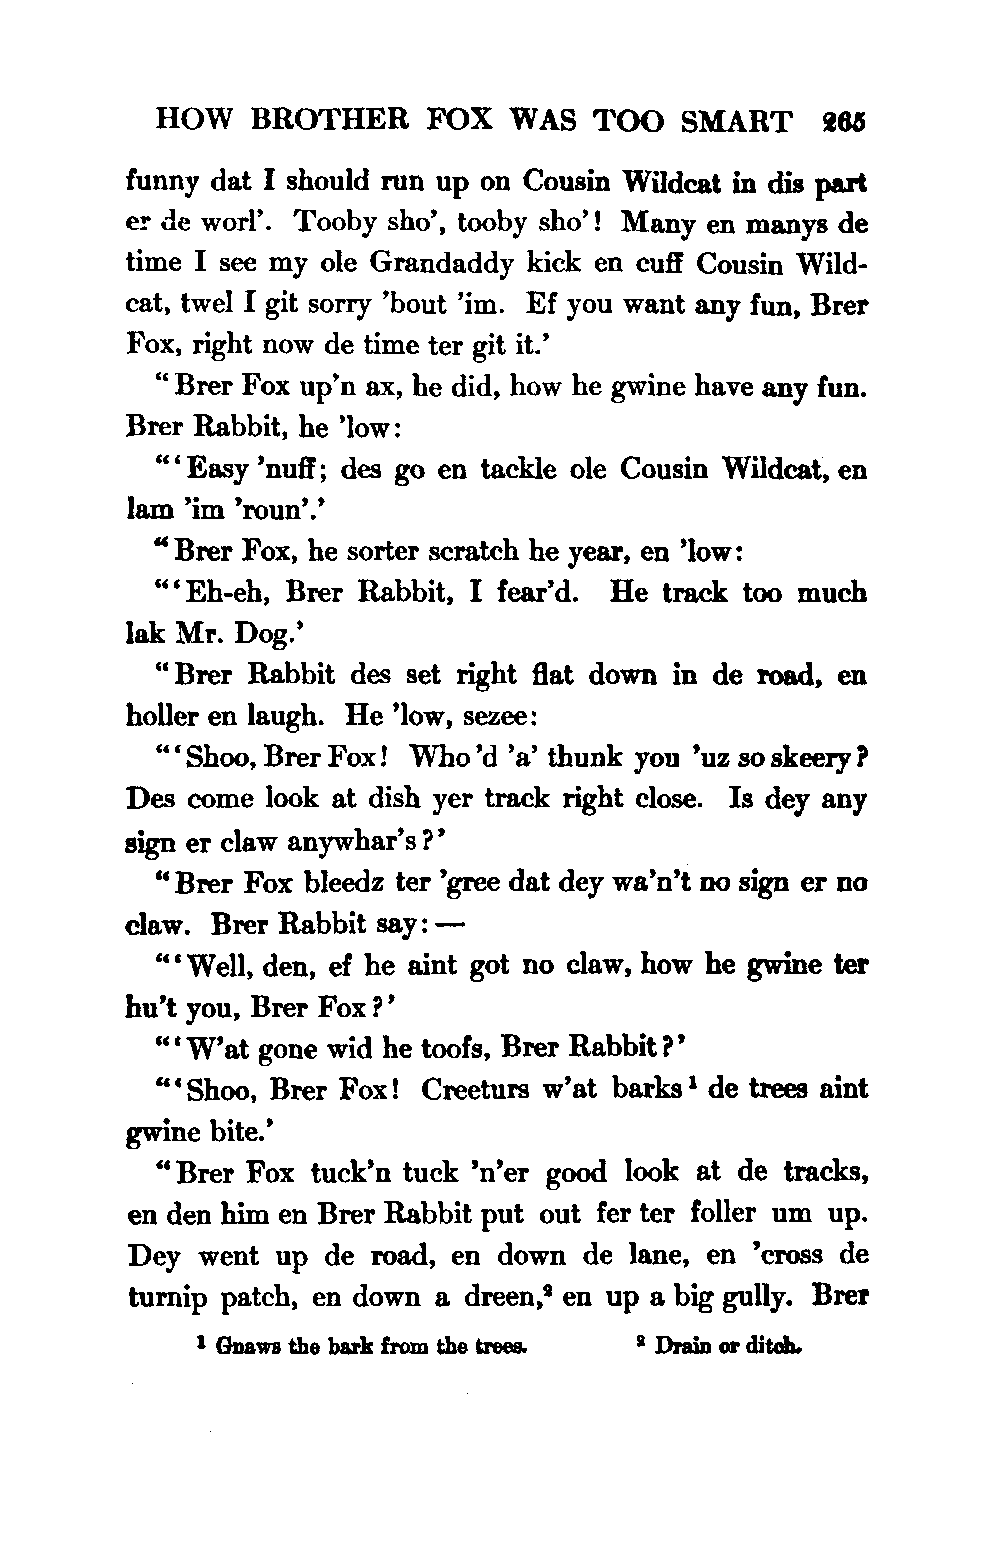 HOW BROTHER FOX WAS TOO SMART 265
funny dat I should run up on Cousin Wildcat in dis part
er de worl'. Tooby sho', tooby sho'! Many en manys de
time I see my ole Grandaddy kick en cuff Cousin Wild-
cat, twel I git sorry 'bout 'im. Ef you want any fun, Brer
Fox, right now de time ter git it.'
"Brer Fox up'n ax, he did, how he gwine have any fun.
Brer Rabbit, he 'low:
"'Easy 'nuff; des go en tackle ole Cousin Wildcat, en
lam 'im 'roun'.'
"Brer Fox, he sorter scratch he year, en 'low:
"'Eh-eh, Brer Rabbit, I fear'd. He track too much
lak Mr. Dog.'
"Brer Rabbit des set right flat down in de road, en
holler en laugh. He 'low, sezee:
"'Shoo, Brer Fox! Who'd 'a' thunk you 'uz so skeery?
Des come look at dish yer track right close. Is dey any
sign er claw anywhar's?'
"Brer Fox bleedz ter 'gree dat dey wa'n't no sign er no
claw. Brer Rabbit say:—
"'Well, den, ef he aint got no claw, how he gwine ter
hu't you, Brer Fox?'
"'W'at gone wid he toofs, Brer Rabbit?'
"'Shoo, Brer Fox! Creeturs w'at barks¹ de trees aint
gwine bite.'
"Brer Fox tuck'n tuck 'n'er good look at de tracks,
en den him en Brer Rabbit put out fer ter foller um up.
Dey went up de road, en down de lane, en 'cross de
turnip patch, en down a dreen,² en up a big gully. Brer
¹ Gnaws the bark from the trees. ² Drain or ditch.